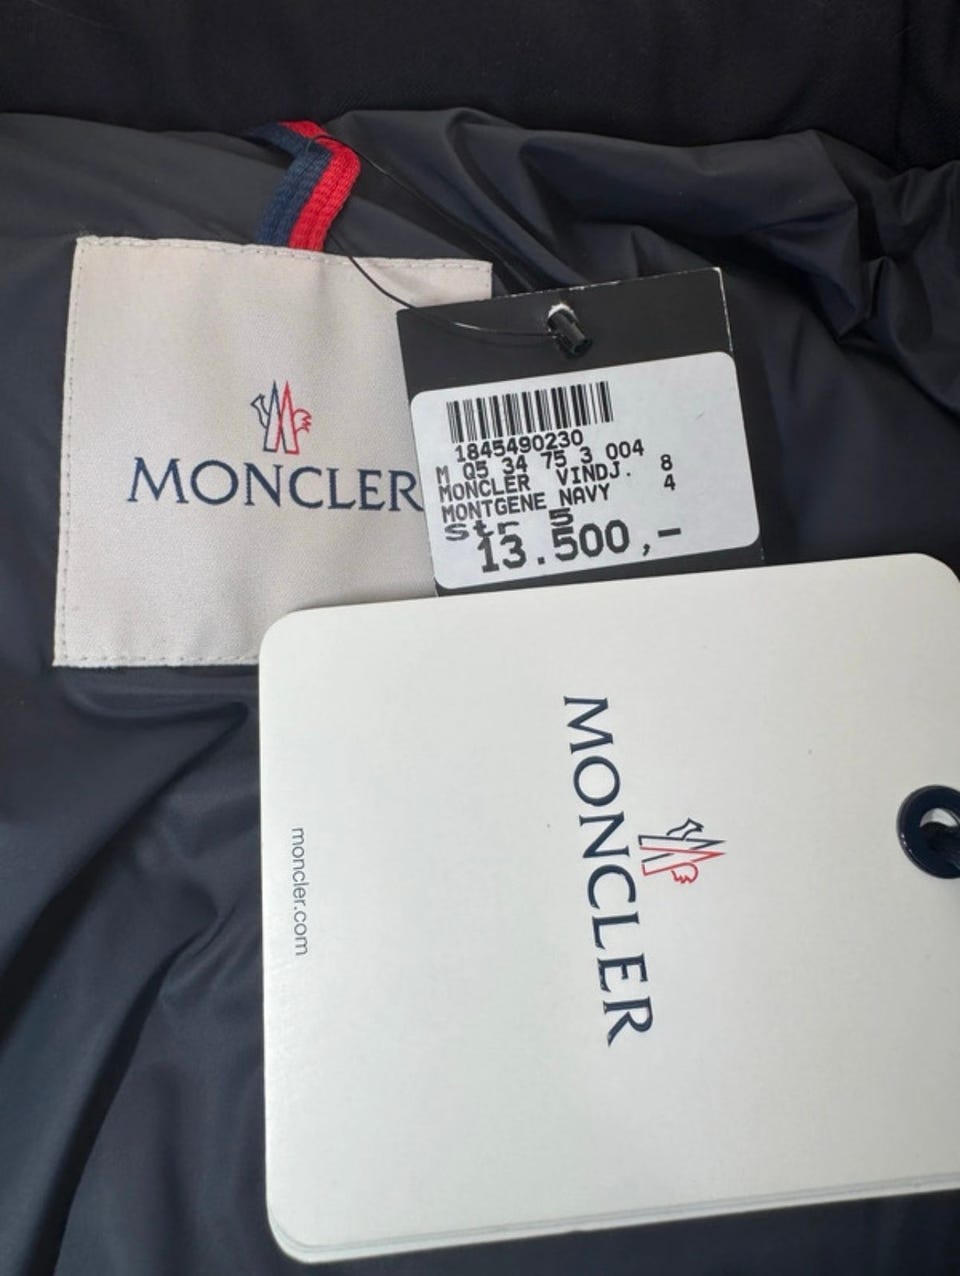 MONCLER
1845490230
M Q5 34 75 3 004 8
MONCLER VINDJ. 4
MONTGENE NAVY
Str 5
13.500,-
MONCLER
moncler.com